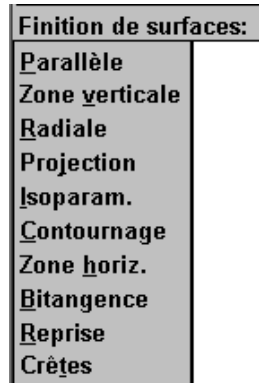 Finition de surfaces:
Parallèle
Zone verticale
Radiale
Projection
Isoparam.
Contournage
Zone horiz.
Bitangence
Reprise
Crêtes